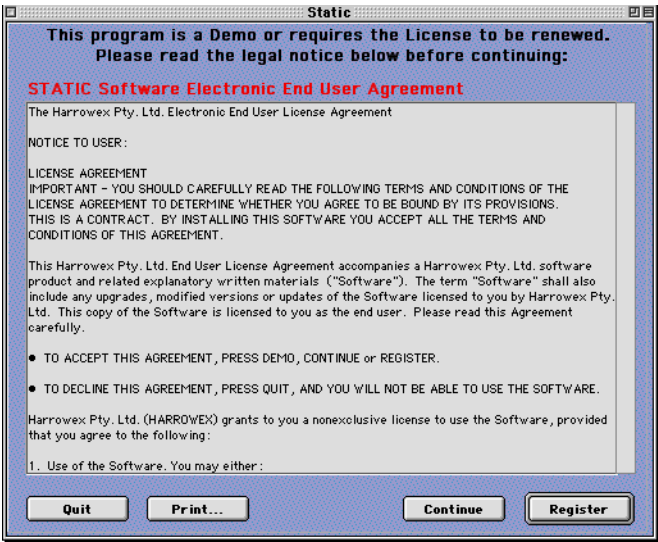 Static
This program is a Demo or requires the License to be renewed.
Please read the legal notice below before continuing:
STATIC Software Electronic End User Agreement
The Harrowex Pty. Ltd. Electronic End User License Agreement
NOTICE TO USER:
LICENSE AGREEMENT
IMPORTANT - YOU SHOULD CAREFULLY READ THE FOLLOWING TERMS AND CONDITIONS OF THE
LICENSE AGREEMENT TO DETERMINE WHETHER YOU AGREE TO BE BOUND BY ITS PROVISIONS.
THIS IS A CONTRACT. BY INSTALLING THIS SOFTWARE YOU ACCEPT ALL THE TERMS AND
CONDITIONS OF THIS AGREEMENT.
This Harrowex Pty. Ltd. End User License Agreement accompanies a Harrowex Pty. Ltd. software
product and related explanatory written materials ("Software"). The term "Software" shall also
include any upgrades, modified versions or updates of the Software licensed to you by Harrowex Pty.
Ltd. This copy of the Software is licensed to you as the end user. Please read this Agreement
carefully.
● TO ACCEPT THIS AGREEMENT, PRESS DEMO, CONTINUE or REGISTER.
● TO DECLINE THIS AGREEMENT, PRESS QUIT, AND YOU WILL NOT BE ABLE TO USE THE SOFTWARE.
Harrowex Pty. Ltd. (HARROWEX) grants to you a nonexclusive license to use the Software, provided
that you agree to the following:
1. Use of the Software. You may either:
Quit Print... Continue Register